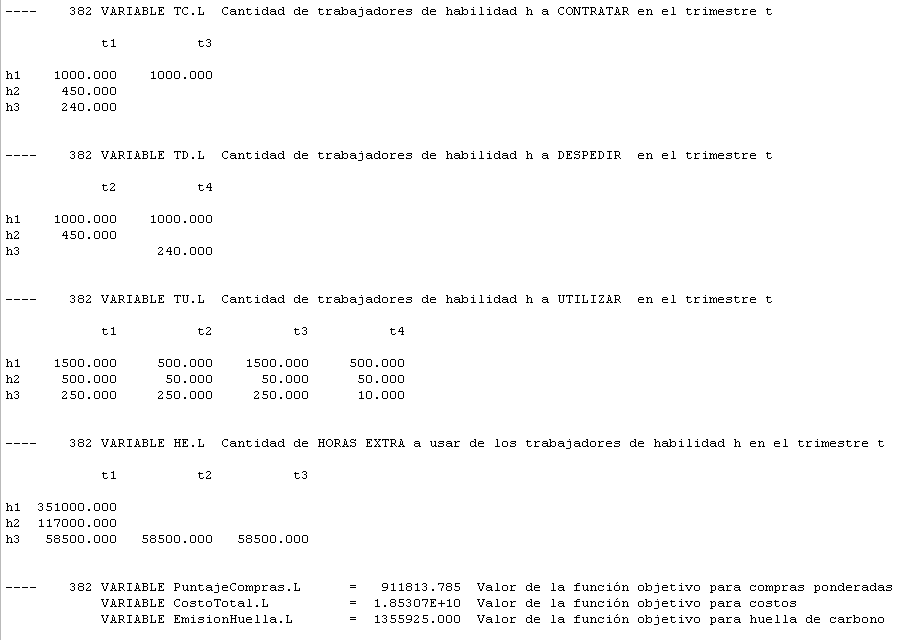 ----    382 VARIABLE TC.L  Cantidad de trabajadores de habilidad h a CONTRATAR en el trimestre t
            t1          t3
h1    1000.000    1000.000
h2     450.000
h3     240.000
----    382 VARIABLE TD.L  Cantidad de trabajadores de habilidad h a DESPEDIR  en el trimestre t
            t2          t4
h1    1000.000    1000.000
h2     450.000
h3                 240.000
----    382 VARIABLE TU.L  Cantidad de trabajadores de habilidad h a UTILIZAR  en el trimestre t
            t1          t2          t3          t4
h1    1500.000     500.000    1500.000     500.000
h2     500.000      50.000      50.000      50.000
h3     250.000     250.000     250.000      10.000
----    382 VARIABLE HE.L  Cantidad de HORAS EXTRA a usar de los trabajadores de habilidad h en el trimestre t
            t1          t2          t3
h1  351000.000
h2  117000.000
h3   58500.000   58500.000   58500.000
----    382 VARIABLE PuntajeCompras.L      =   911813.785  Valor de la función objetivo para compras ponderadas
            VARIABLE CostoTotal.L          =  1.85307E+10  Valor de la función objetivo para costos
            VARIABLE EmisionHuella.L       =  1355925.000  Valor de la función objetivo para huella de carbono